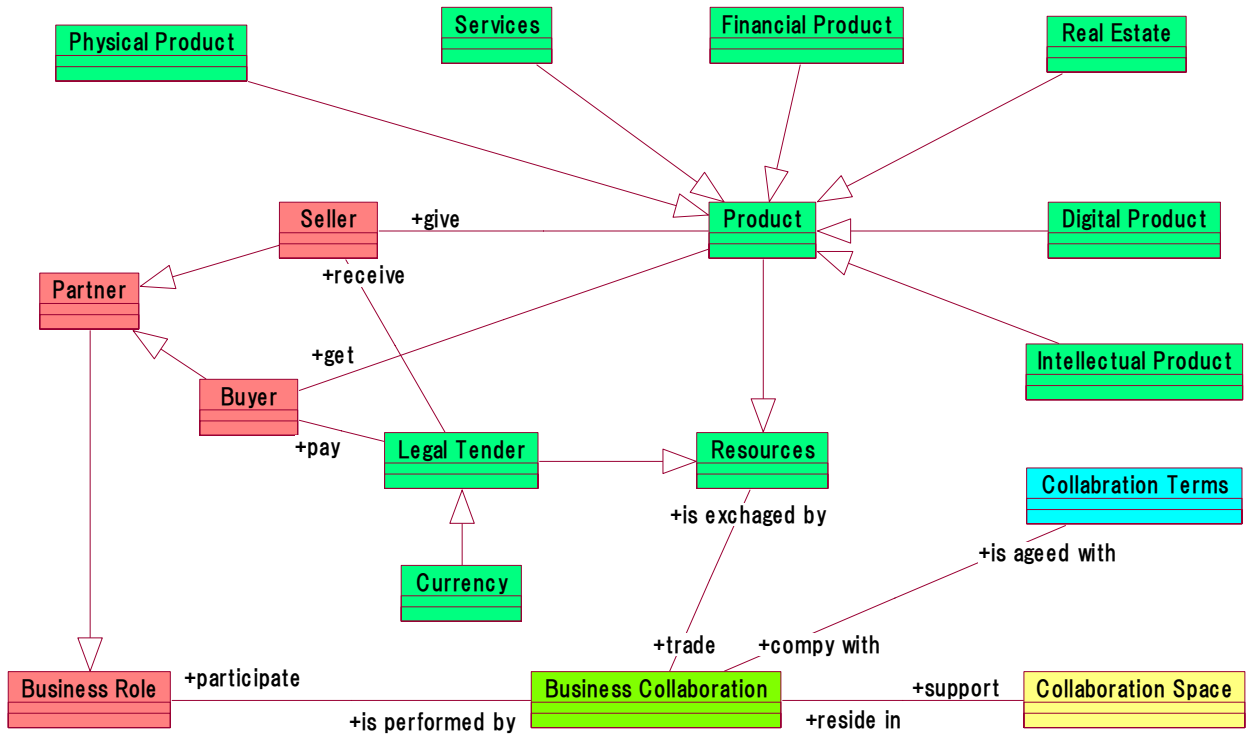 Services
Financial Product
Real Estate
Physical Product
Seller
+give
Product
Digital Product
+receive
Partner
+get
Intellectual Product
Buyer
+pay
Legal Tender
Resources
Collabration Terms
+is exchaged by
+is ageed with
Currency
+trade
+compy with
Business Role
+participate
Business Collaboration
+support
Collaboration Space
+is performed by
+reside in